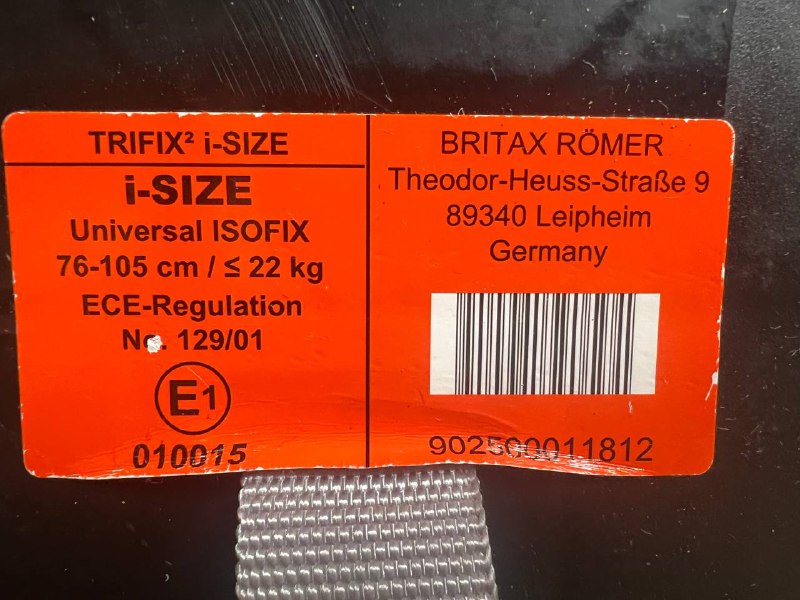 TRIFIX² i-SIZE
i-SIZE
Universal ISOFIX
76-105 cm / ≤ 22 kg
ECE-Regulation
No. 129/01
E1
010015
BRITAX RÖMER
Theodor-Heuss-Straße 9
89340 Leipheim
Germany
902500011812